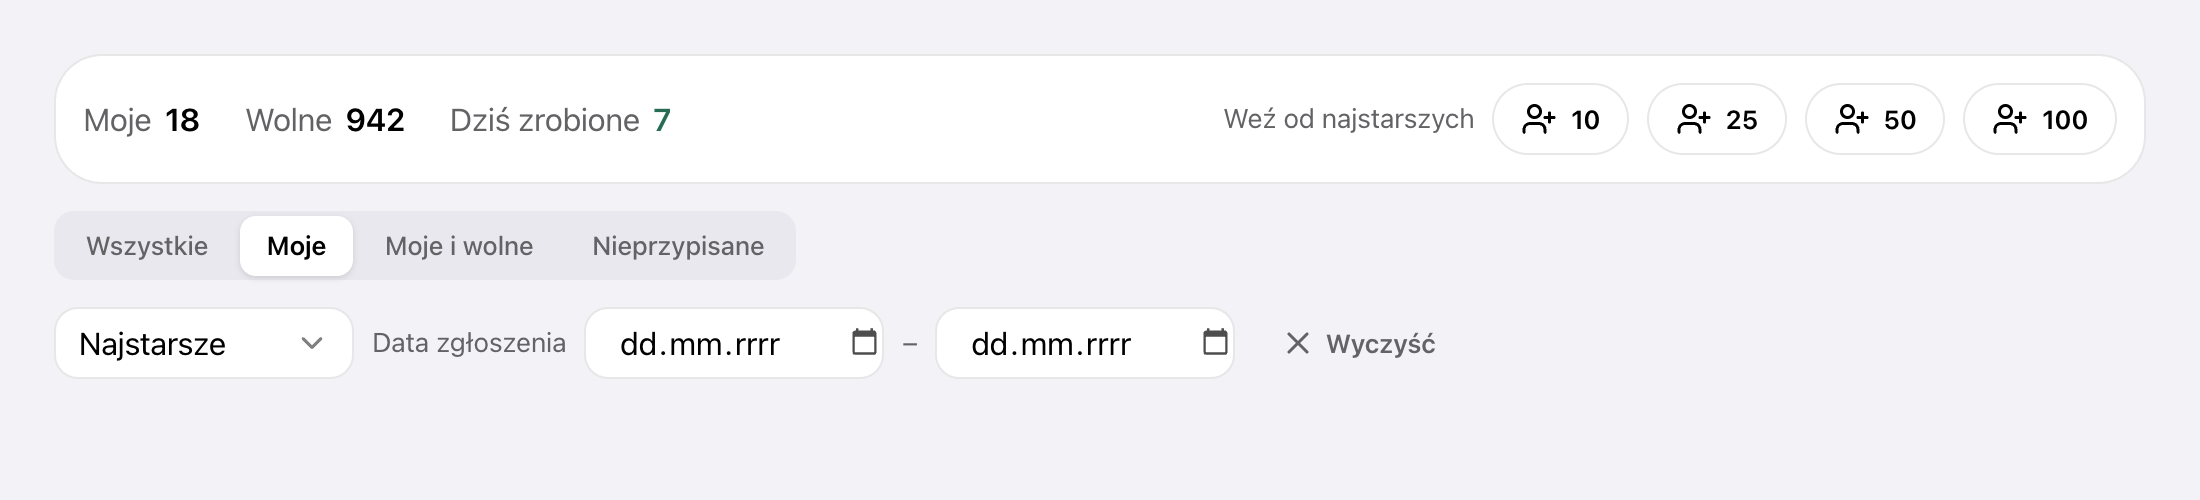 Moje 18 Wolne 942 Dziś zrobione 7 Weź od najstarszych 10 25 50 100
Wszystkie Moje Moje i wolne Nieprzypisane
Najstarsze Data zgłoszenia dd.mm.rrrr – dd.mm.rrrr Wyczyść